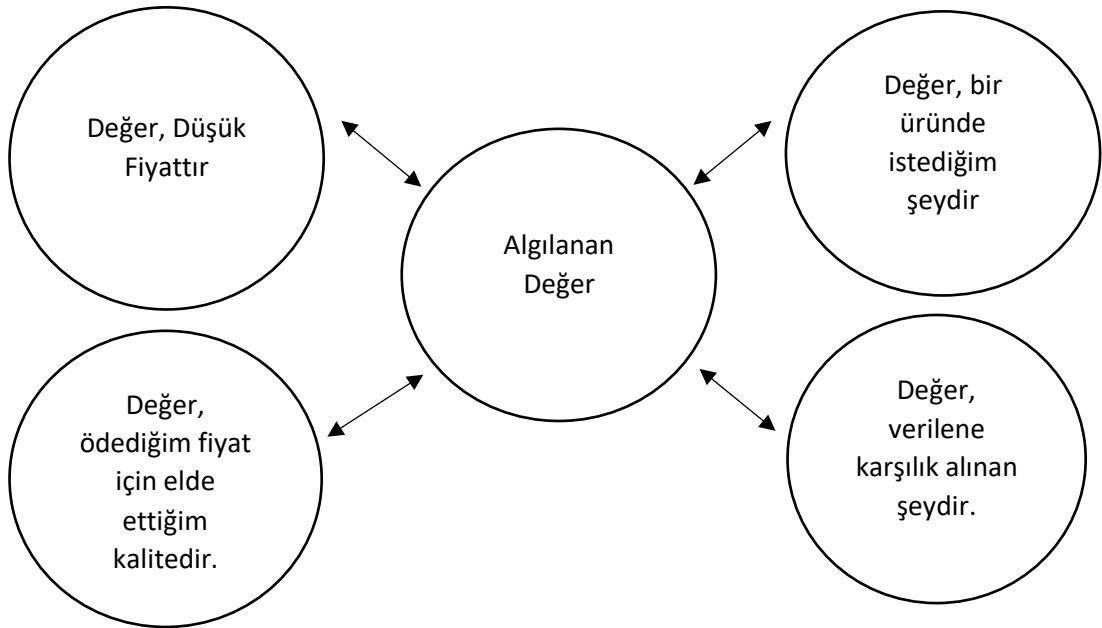 Değer, Düşük
Fiyattır
Değer, bir
üründe
istediğim
şeydir
Algılanan
Değer
Değer,
ödediğim fiyat
için elde
ettiğim
kalitedir.
Değer,
verilene
karşılık alınan
şeydir.